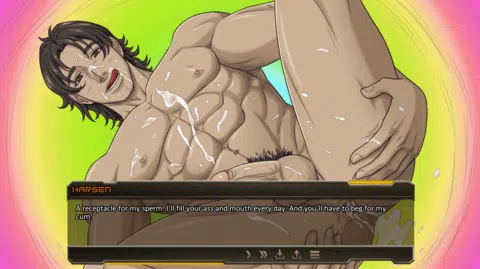 HARSEN
A receptacle for my sperm. I'll fill your ass and mouth every day. And you'll have to beg for my
cum